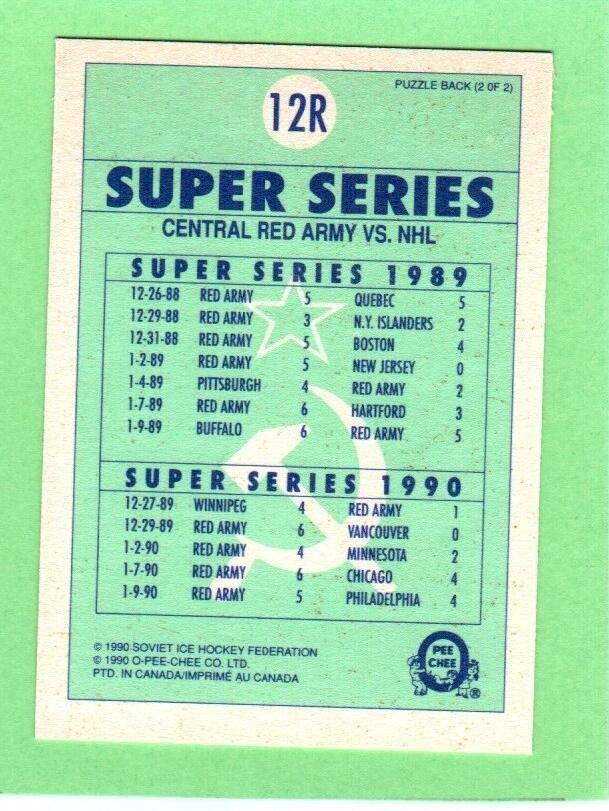 PUZZLE BACK (2 OF 2)
12R
SUPER SERIES
CENTRAL RED ARMY VS. NHL
SUPER SERIES 1989
12-26-88 RED ARMY 5 QUEBEC 5
12-29-88 RED ARMY 3 N.Y. ISLANDERS 2
12-31-88 RED ARMY 5 BOSTON 4
1-2-89 RED ARMY 5 NEW JERSEY 0
1-4-89 PITTSBURGH 4 RED ARMY 2
1-7-89 RED ARMY 6 HARTFORD 3
1-9-89 BUFFALO 6 RED ARMY 5
SUPER SERIES 1990
12-27-89 WINNIPEG 4 RED ARMY 1
12-29-89 RED ARMY 6 VANCOUVER 0
1-2-90 RED ARMY 4 MINNESOTA 2
1-7-90 RED ARMY 6 CHICAGO 4
1-9-90 RED ARMY 5 PHILADELPHIA 4
© 1990 SOVIET ICE HOCKEY FEDERATION
© 1990 O-PEE-CHEE CO. LTD.
PTD. IN CANADA/IMPRIMÉ AU CANADA
O
PEE
CHEE
®